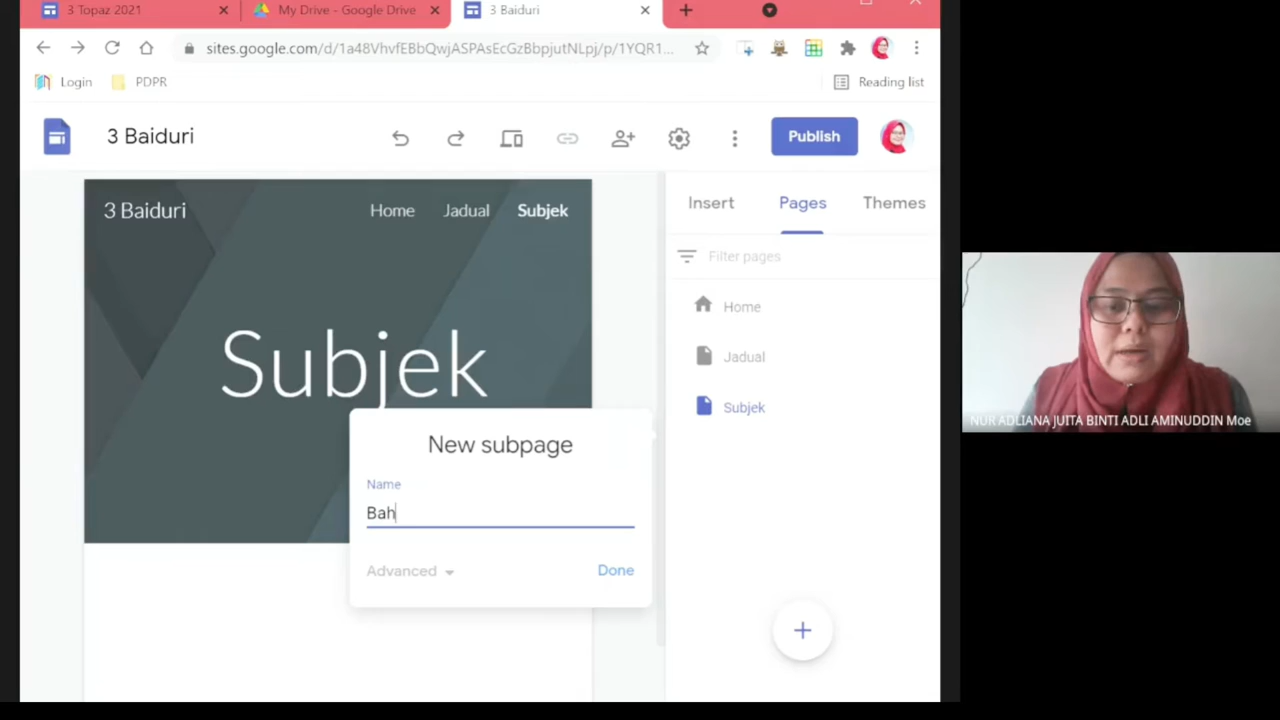 3 Topaz 2021
My Drive - Google Drive
3 Baiduri
sites.google.com/d/1a48VhvfEBbQwjASPAsEcGzBbpjutNLpj/p/1YQR1...
Login
PDPR
Reading list
3 Baiduri
Publish
3 Baiduri
Home
Jadual
Subjek
Insert
Pages
Themes
Filter pages
Home
Jadual
Subjek
Subjek
New subpage
Name
Bah
Advanced
Done
NUR ADLIANA JUITA BINTI ADLI AMINUDDIN Moe